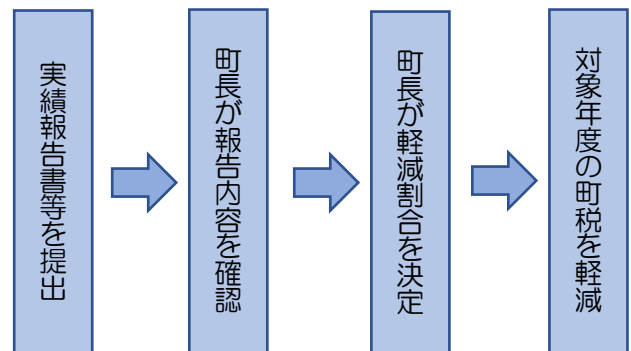 実績報告書等を提出
町長が報告内容を確認
町長が軽減割合を決定
対象年度の町税を軽減